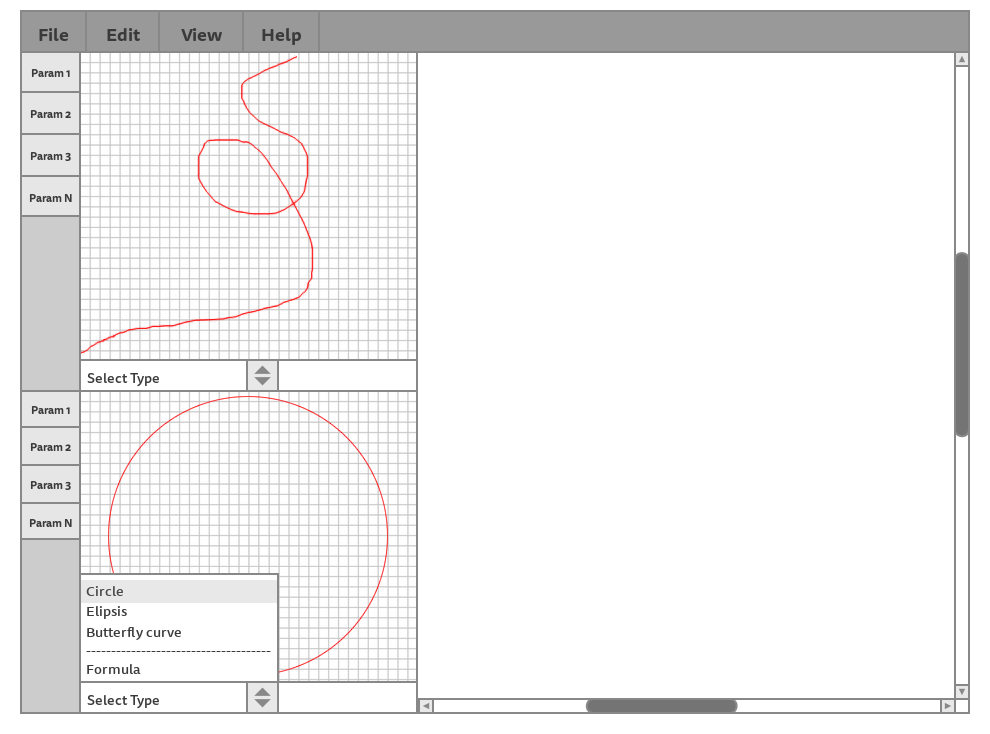 File Edit View Help
Param 1
Param 2
Param 3
Param N
Select Type
Param 1
Param 2
Param 3
Param N
Circle
Elipsis
Butterfly curve
-------------------------------------
Formula
Select Type